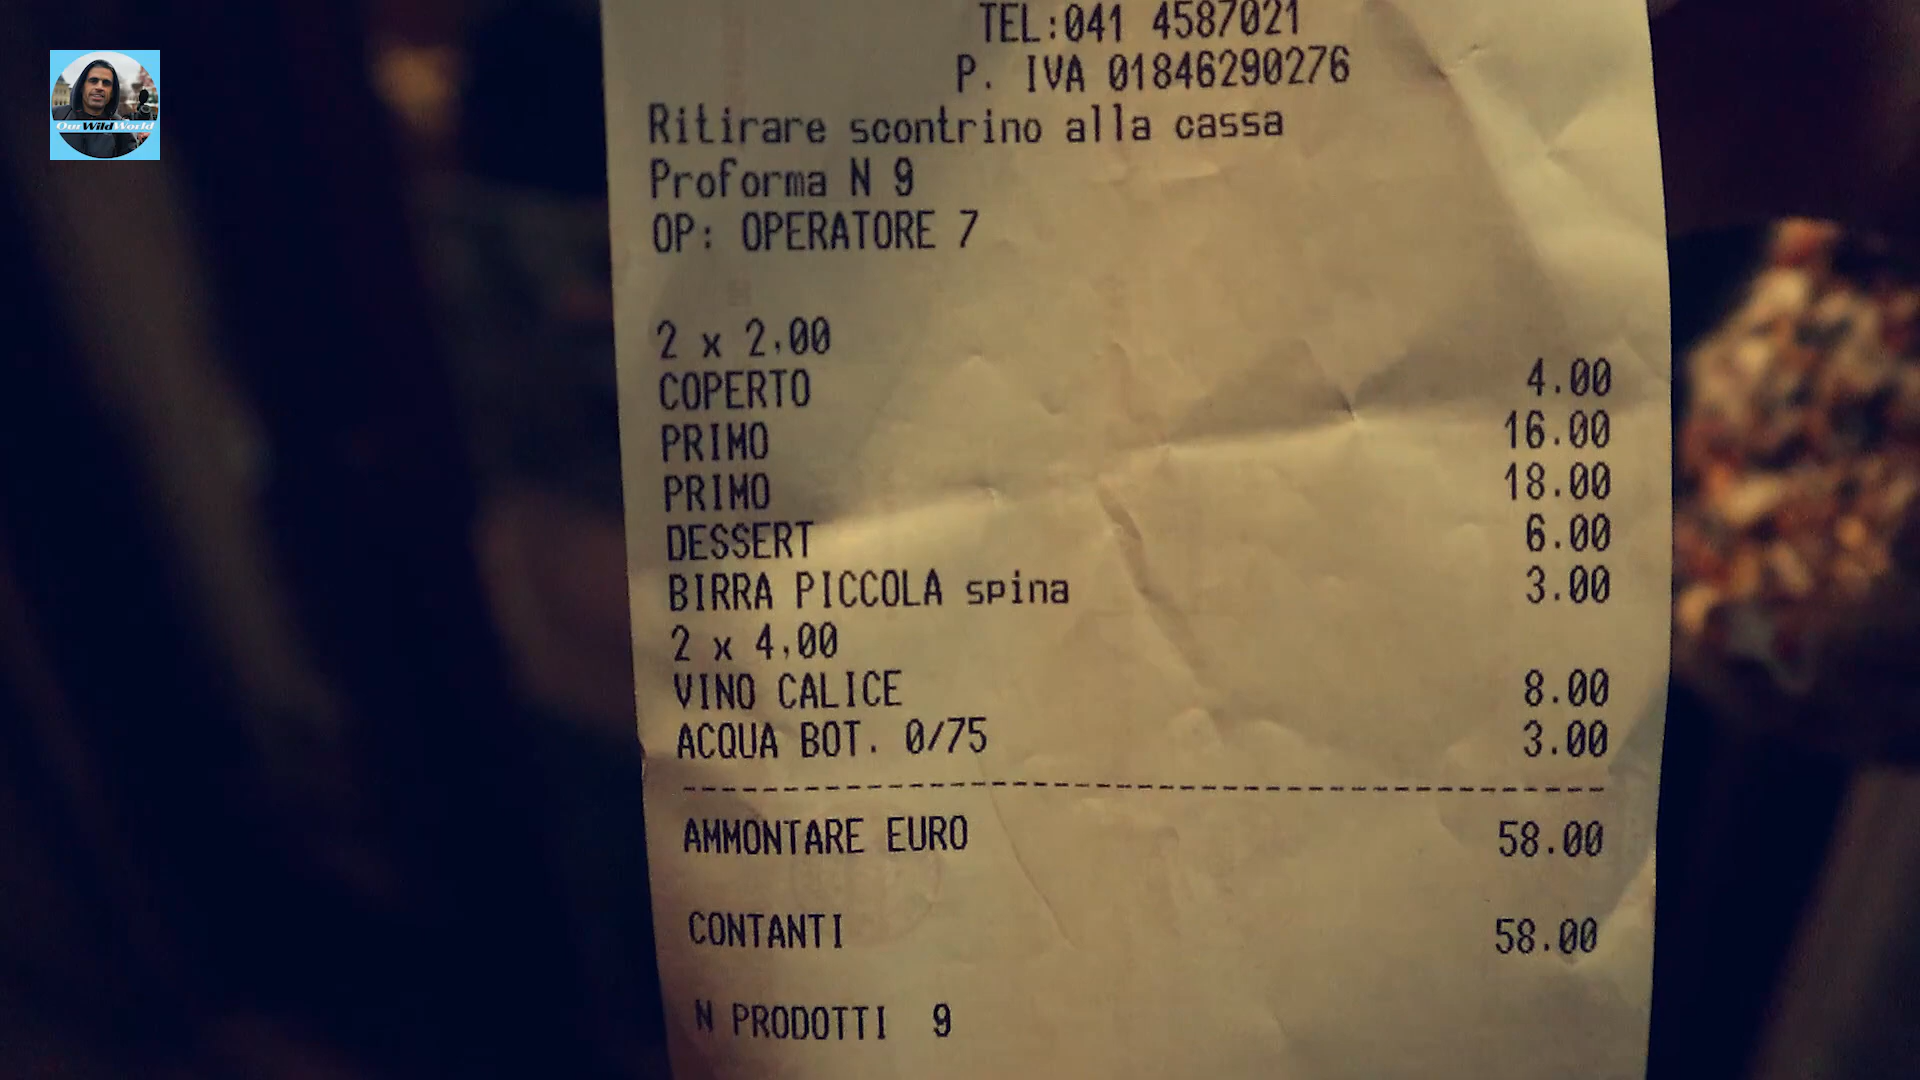 OurWildWorld
TEL:041 4587021
P. IVA 01846290276
Ritirare scontrino alla cassa
Proforma N 9
OP: OPERATORE 7
2 x 2,00
COPERTO 4.00
PRIMO 16.00
PRIMO 18.00
DESSERT 6.00
BIRRA PICCOLA spina 3.00
2 x 4,00
VINO CALICE 8.00
ACQUA BOT. 0/75 3.00
AMMONTARE EURO 58.00
CONTANTI 58.00
N PRODOTTI 9